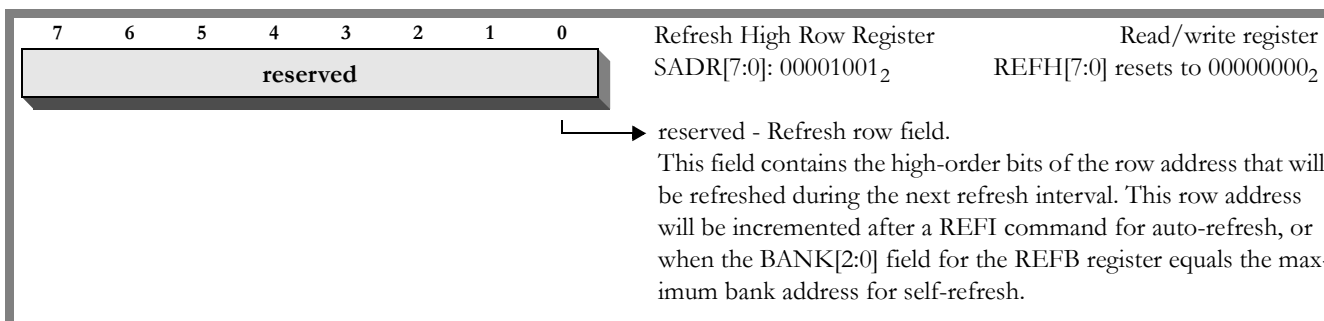 7 6 5 4 3 2 1 0
reserved
Refresh High Row Register Read/write register
SADR[7:0]: 00001001₂ REFH[7:0] resets to 00000000₂
reserved - Refresh row field.
This field contains the high-order bits of the row address that will
be refreshed during the next refresh interval. This row address
will be incremented after a REFI command for auto-refresh, or
when the BANK[2:0] field for the REFB register equals the max-
imum bank address for self-refresh.